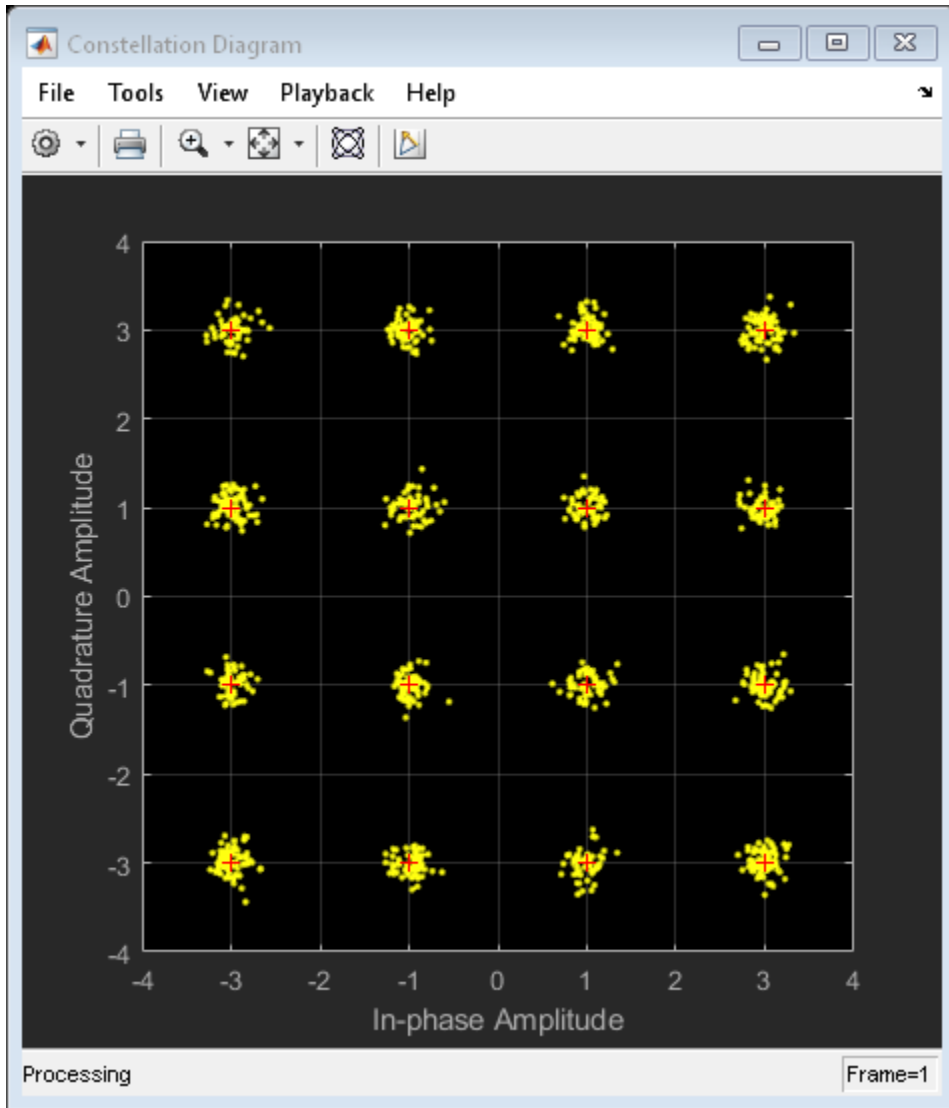 Constellation Diagram
File Tools View Playback Help
4
3
2
1
0
-1
-2
-3
-4
Quadrature Amplitude
-4 -3 -2 -1 0 1 2 3 4
In-phase Amplitude
Processing Frame=1